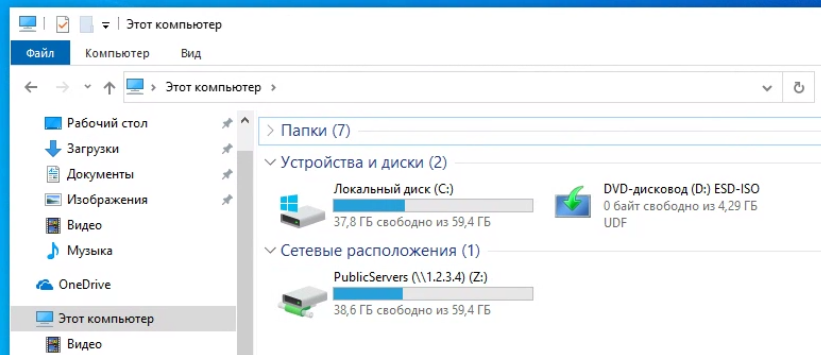 Этот компьютер
Файл Компьютер Вид
Этот компьютер
Рабочий стол
Загрузки
Документы
Изображения
Видео
Музыка
OneDrive
Этот компьютер
Видео
Папки (7)
Устройства и диски (2)
Локальный диск (C:)
37,8 ГБ свободно из 59,4 ГБ
DVD-дисковод (D:) ESD-ISO
0 байт свободно из 4,29 ГБ
UDF
Сетевые расположения (1)
PublicServers (\\1.2.3.4) (Z:)
38,6 ГБ свободно из 59,4 ГБ